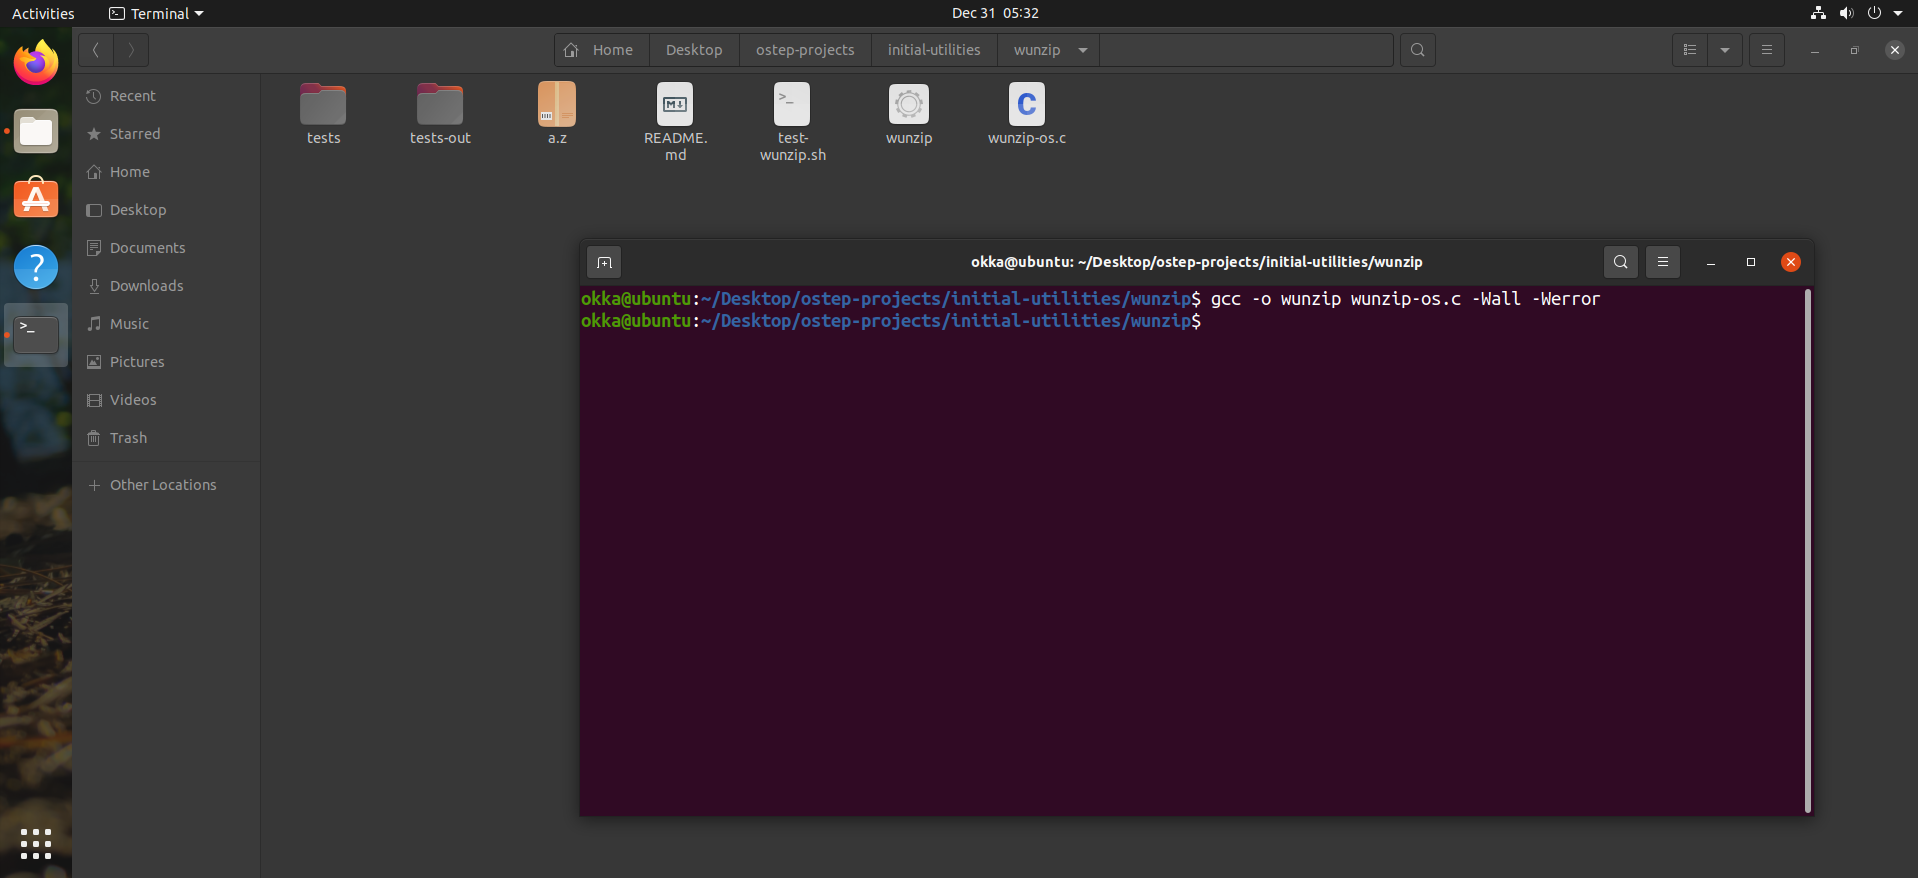 Activities
Terminal
Dec 31 05:32
Home
Desktop
ostep-projects
initial-utilities
wunzip
Recent
Starred
Home
Desktop
Documents
Downloads
Music
Pictures
Videos
Trash
Other Locations
tests
tests-out
a.z
README.
md
test-
wunzip.sh
wunzip
wunzip-os.c
okka@ubuntu: ~/Desktop/ostep-projects/initial-utilities/wunzip
okka@ubuntu:~/Desktop/ostep-projects/initial-utilities/wunzip$ gcc -o wunzip wunzip-os.c -Wall -Werror
okka@ubuntu:~/Desktop/ostep-projects/initial-utilities/wunzip$